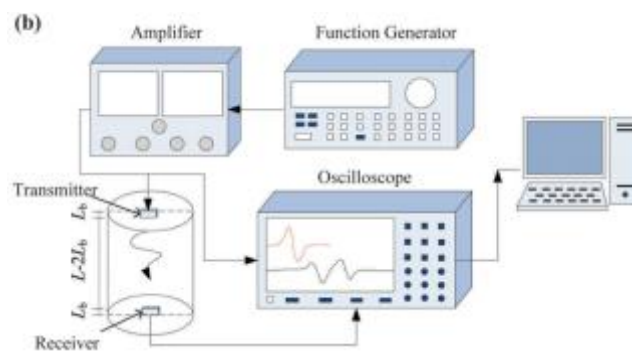 (b)
Amplifier
Function Generator
Transmitter
Oscilloscope
L_b
L-2L_b
L_b
Receiver